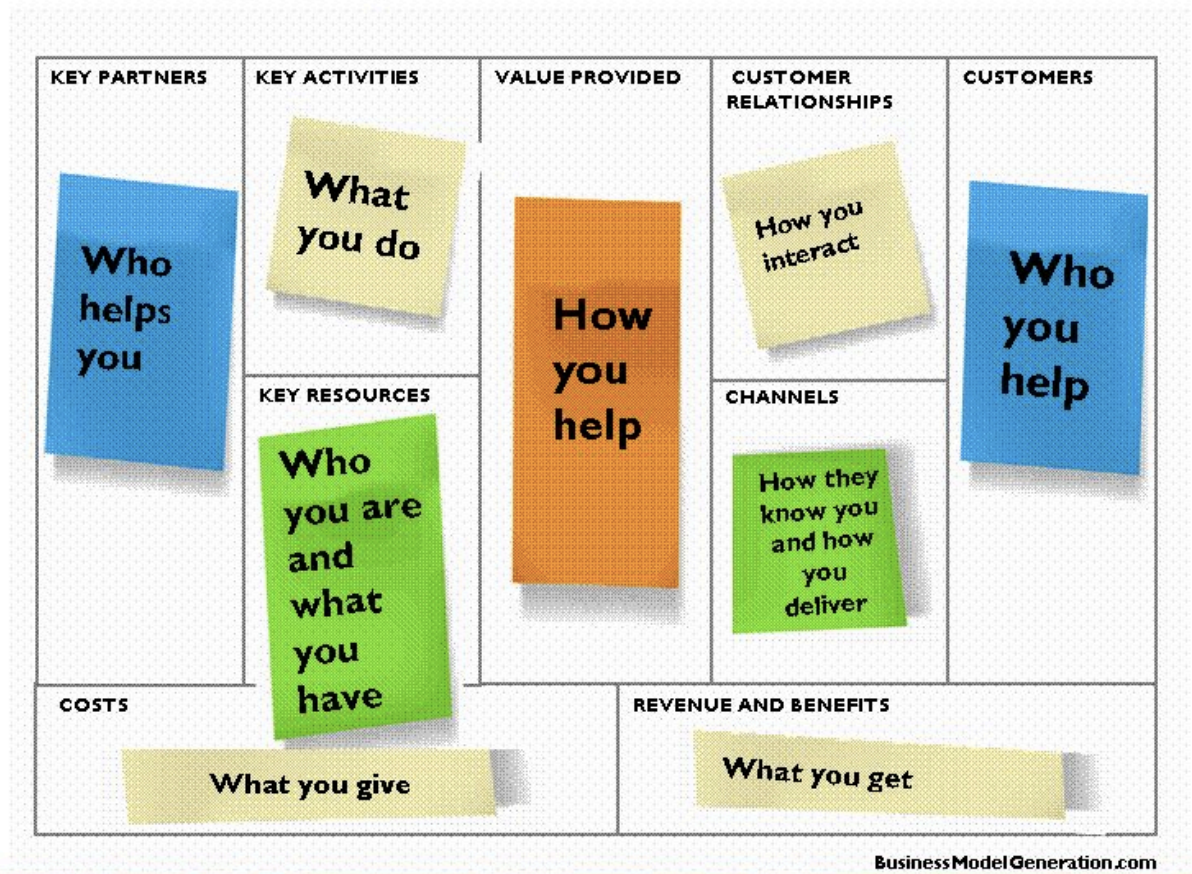 KEY PARTNERS
Who
helps
you
KEY ACTIVITIES
What
you do
KEY RESOURCES
Who
you are
and
what
you
have
VALUE PROVIDED
How
you
help
CUSTOMER
RELATIONSHIPS
How you
interact
CHANNELS
How they
know you
and how
you
deliver
CUSTOMERS
Who
you
help
COSTS
What you give
REVENUE AND BENEFITS
What you get
BusinessModelGeneration.com